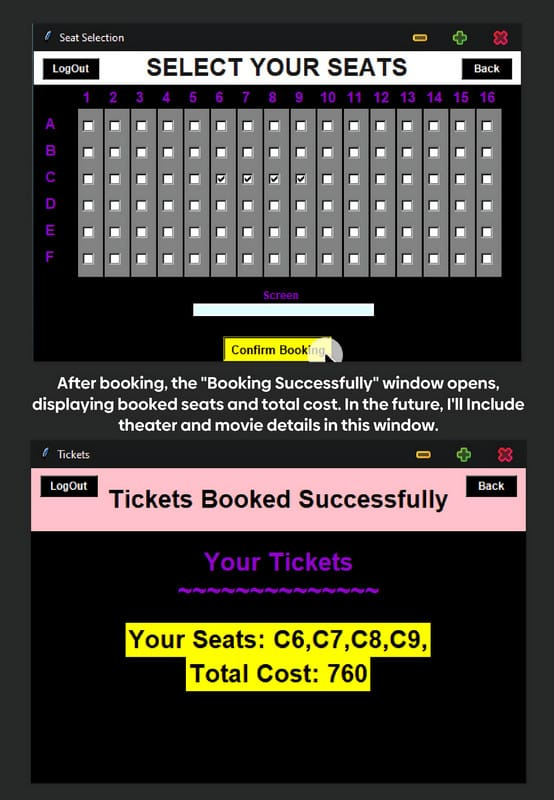 Seat Selection
LogOut SELECT YOUR SEATS Back
1 2 3 4 5 6 7 8 9 10 11 12 13 14 15 16
A
B
C
D
E
F
Screen
Confirm Booking
After booking, the "Booking Successfully" window opens,
displaying booked seats and total cost. In the future, I'll Include
theater and movie details in this window.
Tickets
LogOut Tickets Booked Successfully Back
Your Tickets
~~~~~~~~~~~~~~
Your Seats: C6,C7,C8,C9,
Total Cost: 760